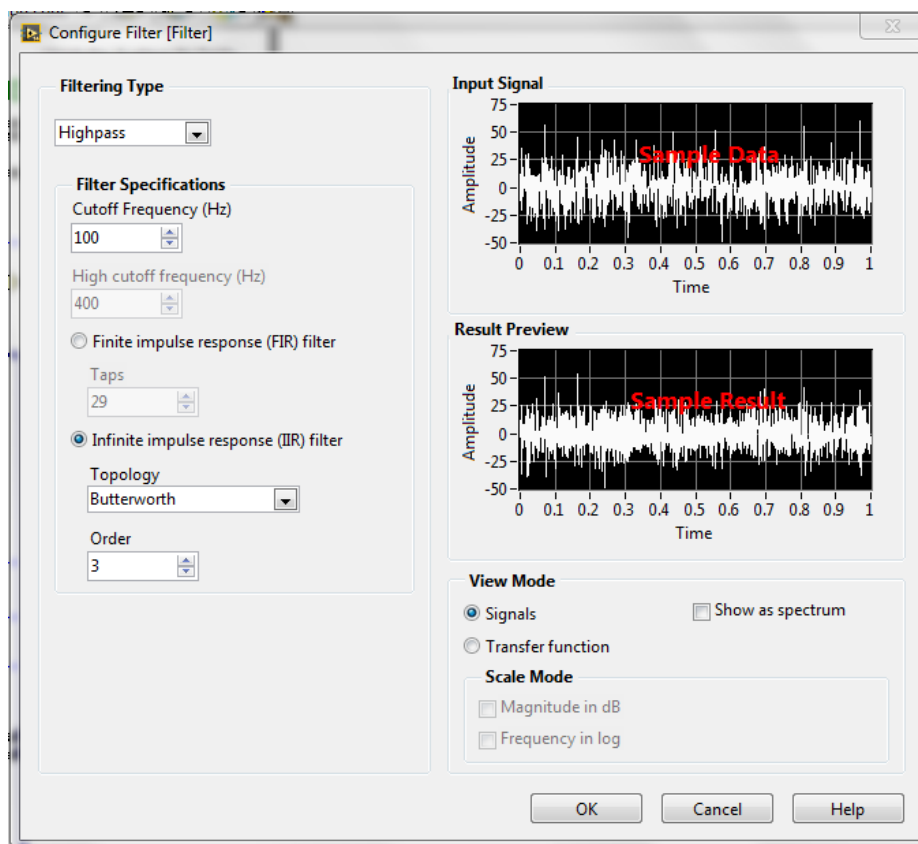 Configure Filter [Filter]
Filtering Type
Highpass
Filter Specifications
Cutoff Frequency (Hz)
100
High cutoff frequency (Hz)
400
Finite impulse response (FIR) filter
Taps
29
Infinite impulse response (IIR) filter
Topology
Butterworth
Order
3
Input Signal
75
50
25
0
-25
-50
Amplitude
Sample Data
0 0.1 0.2 0.3 0.4 0.5 0.6 0.7 0.8 0.9 1
Time
Result Preview
75
50
25
0
-25
-50
Amplitude
Sample Result
0 0.1 0.2 0.3 0.4 0.5 0.6 0.7 0.8 0.9 1
Time
View Mode
Signals
Show as spectrum
Transfer function
Scale Mode
Magnitude in dB
Frequency in log
OK Cancel Help